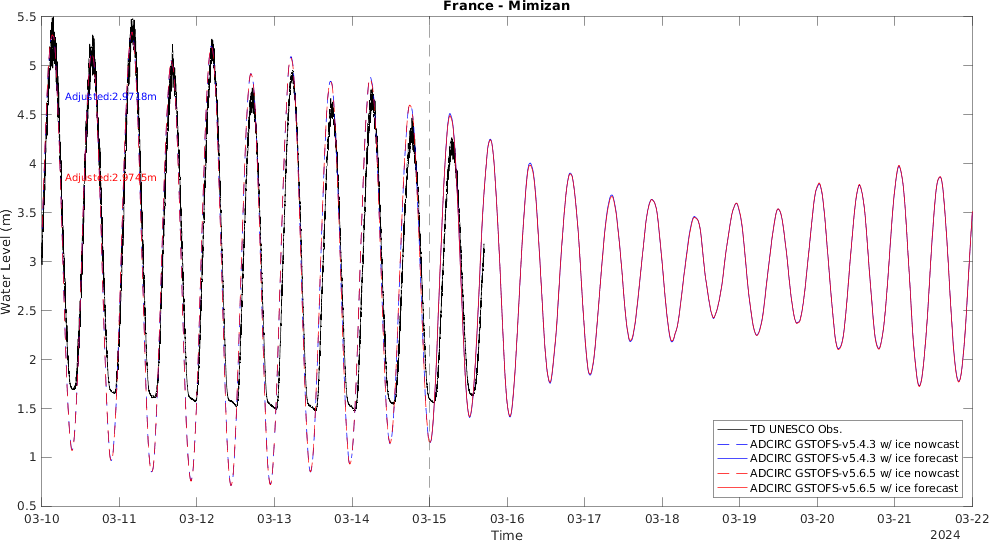 France - Mimizan
5.5
5
4.5
4
3.5
3
2.5
2
1.5
1
0.5
Water Level (m)
Adjusted:2.9718m
Adjusted:2.9745m
TD UNESCO Obs.
ADCIRC GSTOFS-v5.4.3 w/ ice nowcast
ADCIRC GSTOFS-v5.4.3 w/ ice forecast
ADCIRC GSTOFS-v5.6.5 w/ ice nowcast
ADCIRC GSTOFS-v5.6.5 w/ ice forecast
03-10 03-11 03-12 03-13 03-14 03-15 03-16 03-17 03-18 03-19 03-20 03-21 03-22
Time
2024